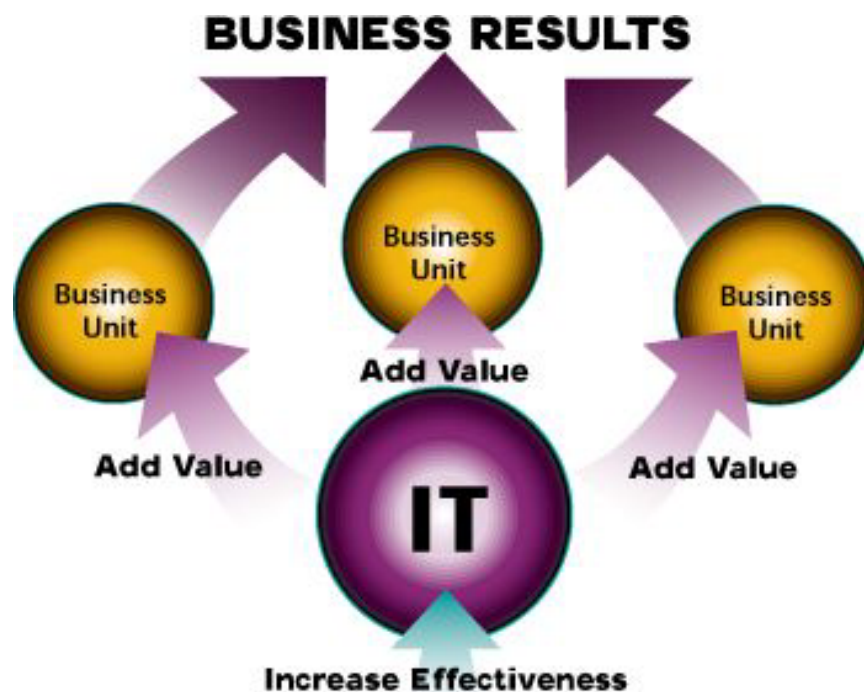 BUSINESS RESULTS
Business
Unit
Business
Unit
Business
Unit
Add Value
Add Value
Add Value
IT
Increase Effectiveness